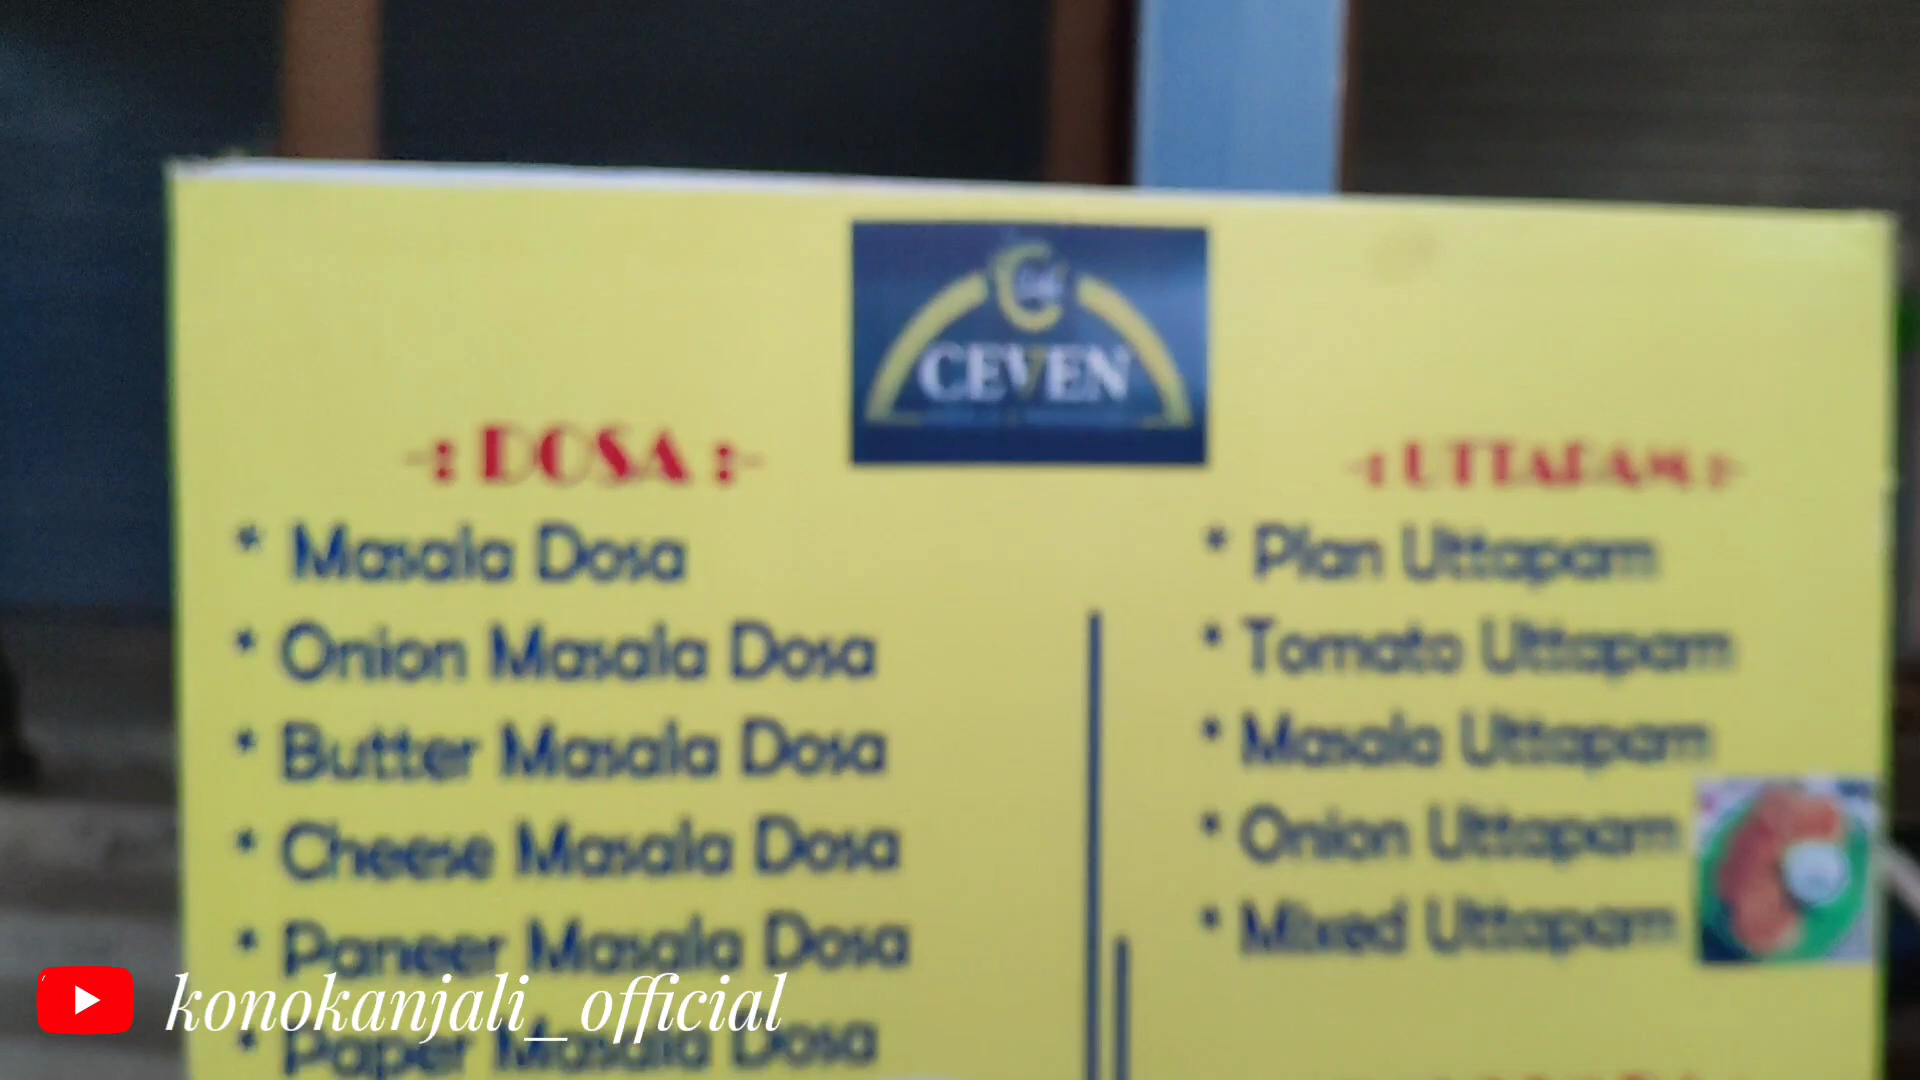 CEVEN
-: DOSA :-
* Masala Dosa
* Onion Masala Dosa
* Butter Masala Dosa
* Cheese Masala Dosa
* Paneer Masala Dosa
* Paper Masala Dosa
-: UTTAPAM :-
* Plan Uttapam
* Tomato Uttapam
* Masala Uttapam
* Onion Uttapam
* Mixed Uttapam
konokanjali_official